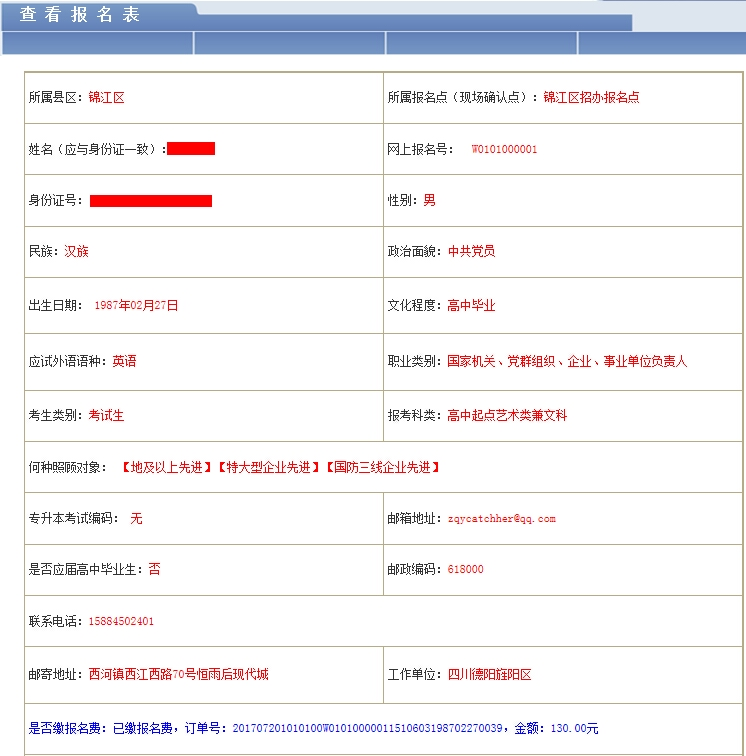 查看报名表
所属县区：锦江区
所属报名点（现场确认点）：锦江区招办报名点
姓名（应与身份证一致）：
网上报名号： W0101000001
身份证号：
性别：男
民族：汉族
政治面貌：中共党员
出生日期： 1987年02月27日
文化程度：高中毕业
应试外语语种：英语
职业类别：国家机关、党群组织、企业、事业单位负责人
考生类别：考试生
报考科类：高中起点艺术类兼文科
何种照顾对象： 【地及以上先进】【特大型企业先进】【国防三线企业先进】
专升本考试编码： 无
邮箱地址：zqycatchher@qq.com
是否应届高中毕业生：否
邮政编码：618000
联系电话：15884502401
邮寄地址：西河镇西江西路70号恒雨后现代城
工作单位：四川德阳旌阳区
是否缴报名费：已缴报名费，订单号：201707201010100W0101000001151060319870227​0039，金额：130.00元